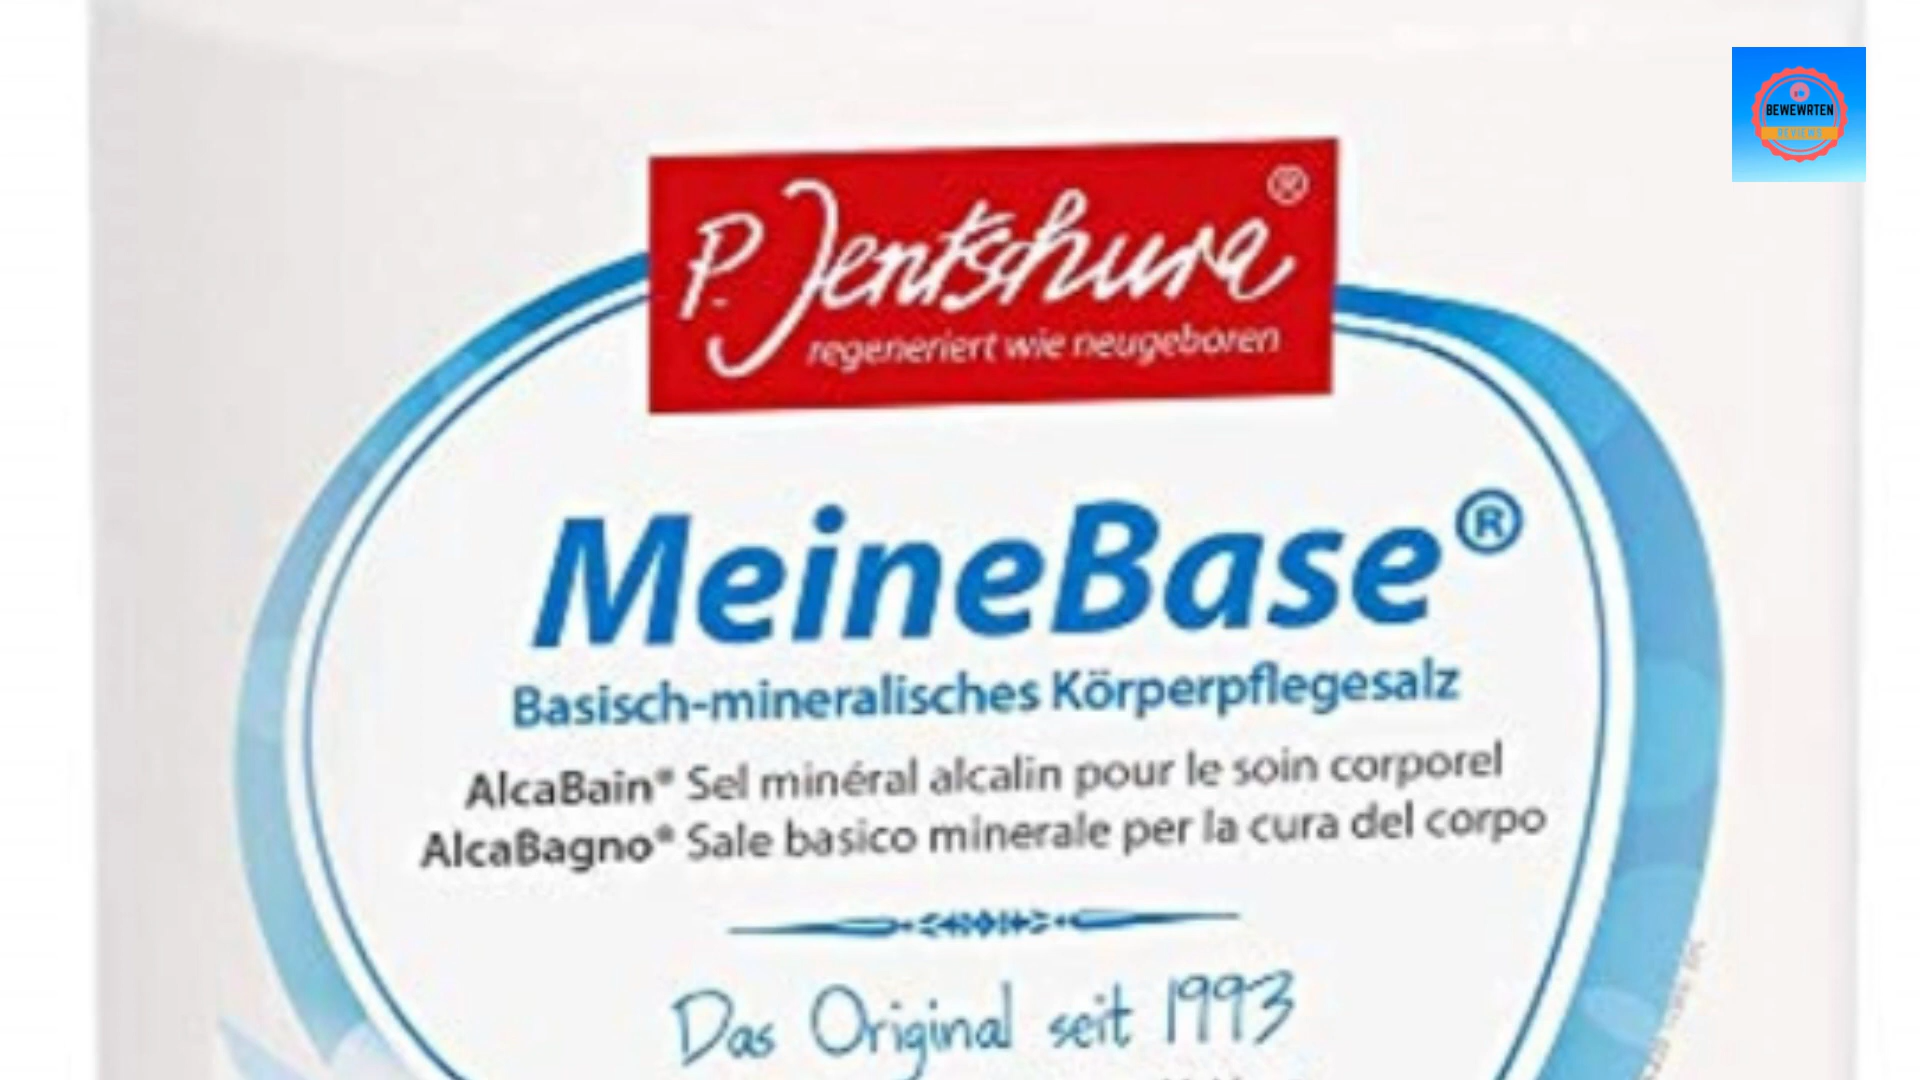 BEWEWRTEN
REVIEWS
P. Jentschura®
regeneriert wie neugeboren
MeineBase®
Basisch-mineralisches Körperpflegesalz
AlcaBain® Sel minéral alcalin pour le soin corporel
AlcaBagno® Sale basico minerale per la cura del corpo
Das Original seit 1993